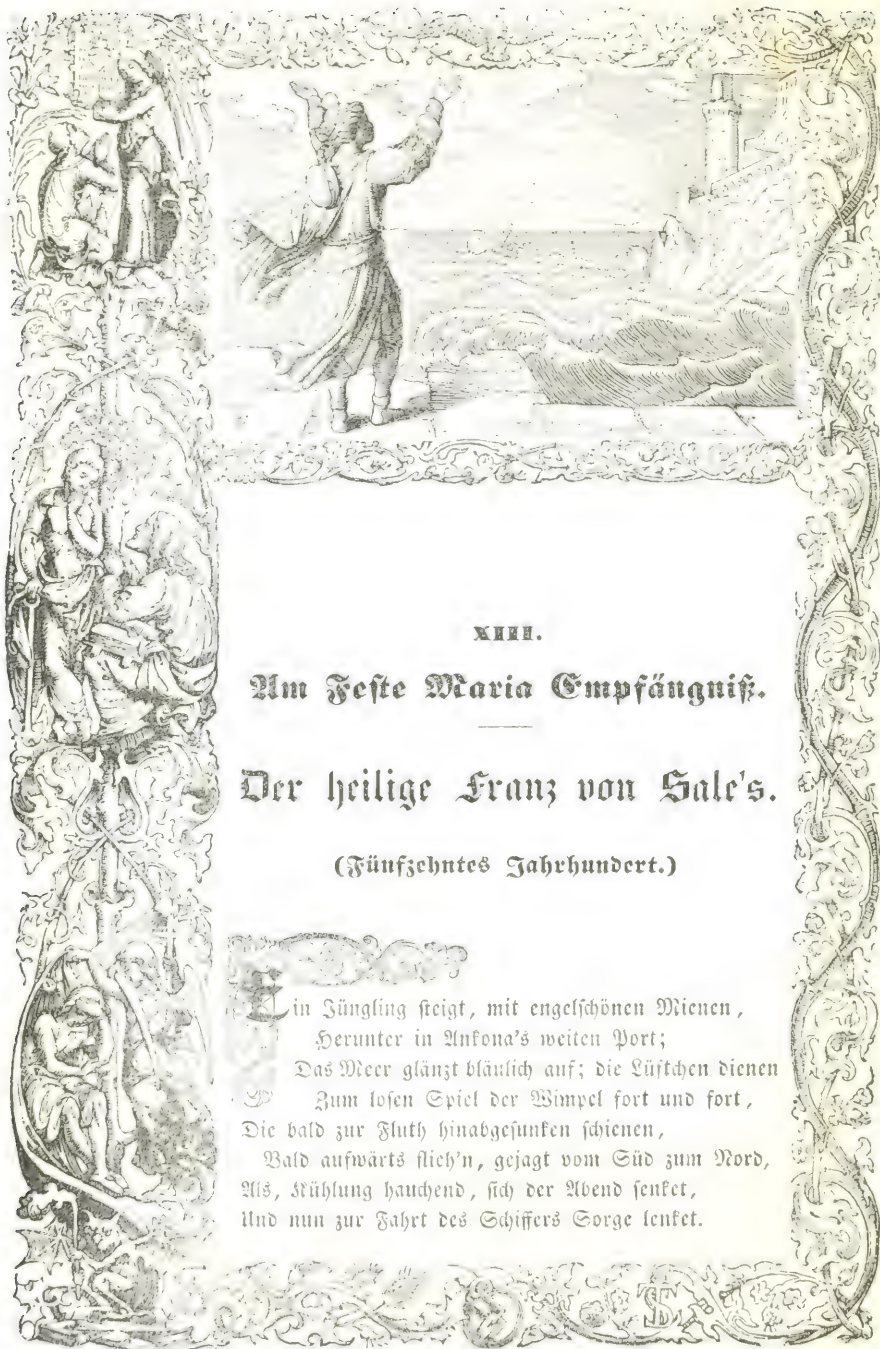 XIII.
Am Feste Maria Empfängniß.
Der heilige Franz von Sale's.
(Fünfzehntes Jahrhundert.)
Ein Jüngling steigt, mit engelschönen Mienen,
Herunter in Ankona's weiten Port;
Das Meer glänzt bläulich auf; die Lüftchen dienen
Zum losen Spiel der Wimpel fort und fort,
Die bald zur Fluth hinabgesunken schienen,
Bald aufwärts flieh'n, gejagt vom Süd zum Nord,
Als, Kühlung hauchend, sich der Abend senket,
Und nun zur Fahrt des Schiffers Sorge lenket.